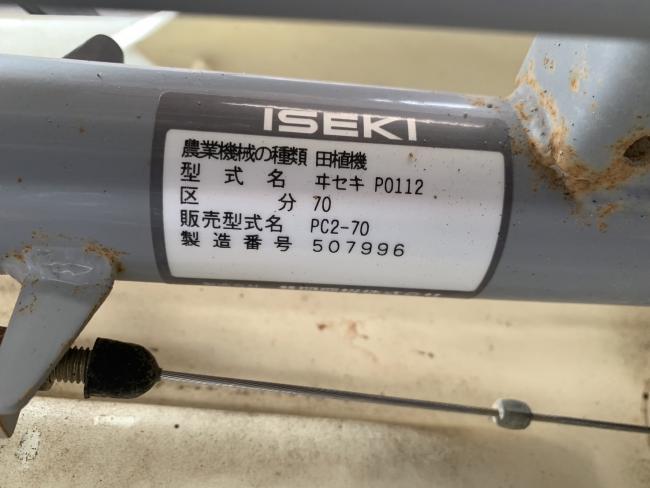 ISEKI
農業機械の種類 田植機
型式名 ヰセキ P0112
区分 70
販売型式名 PC2-70
製造番号 507996